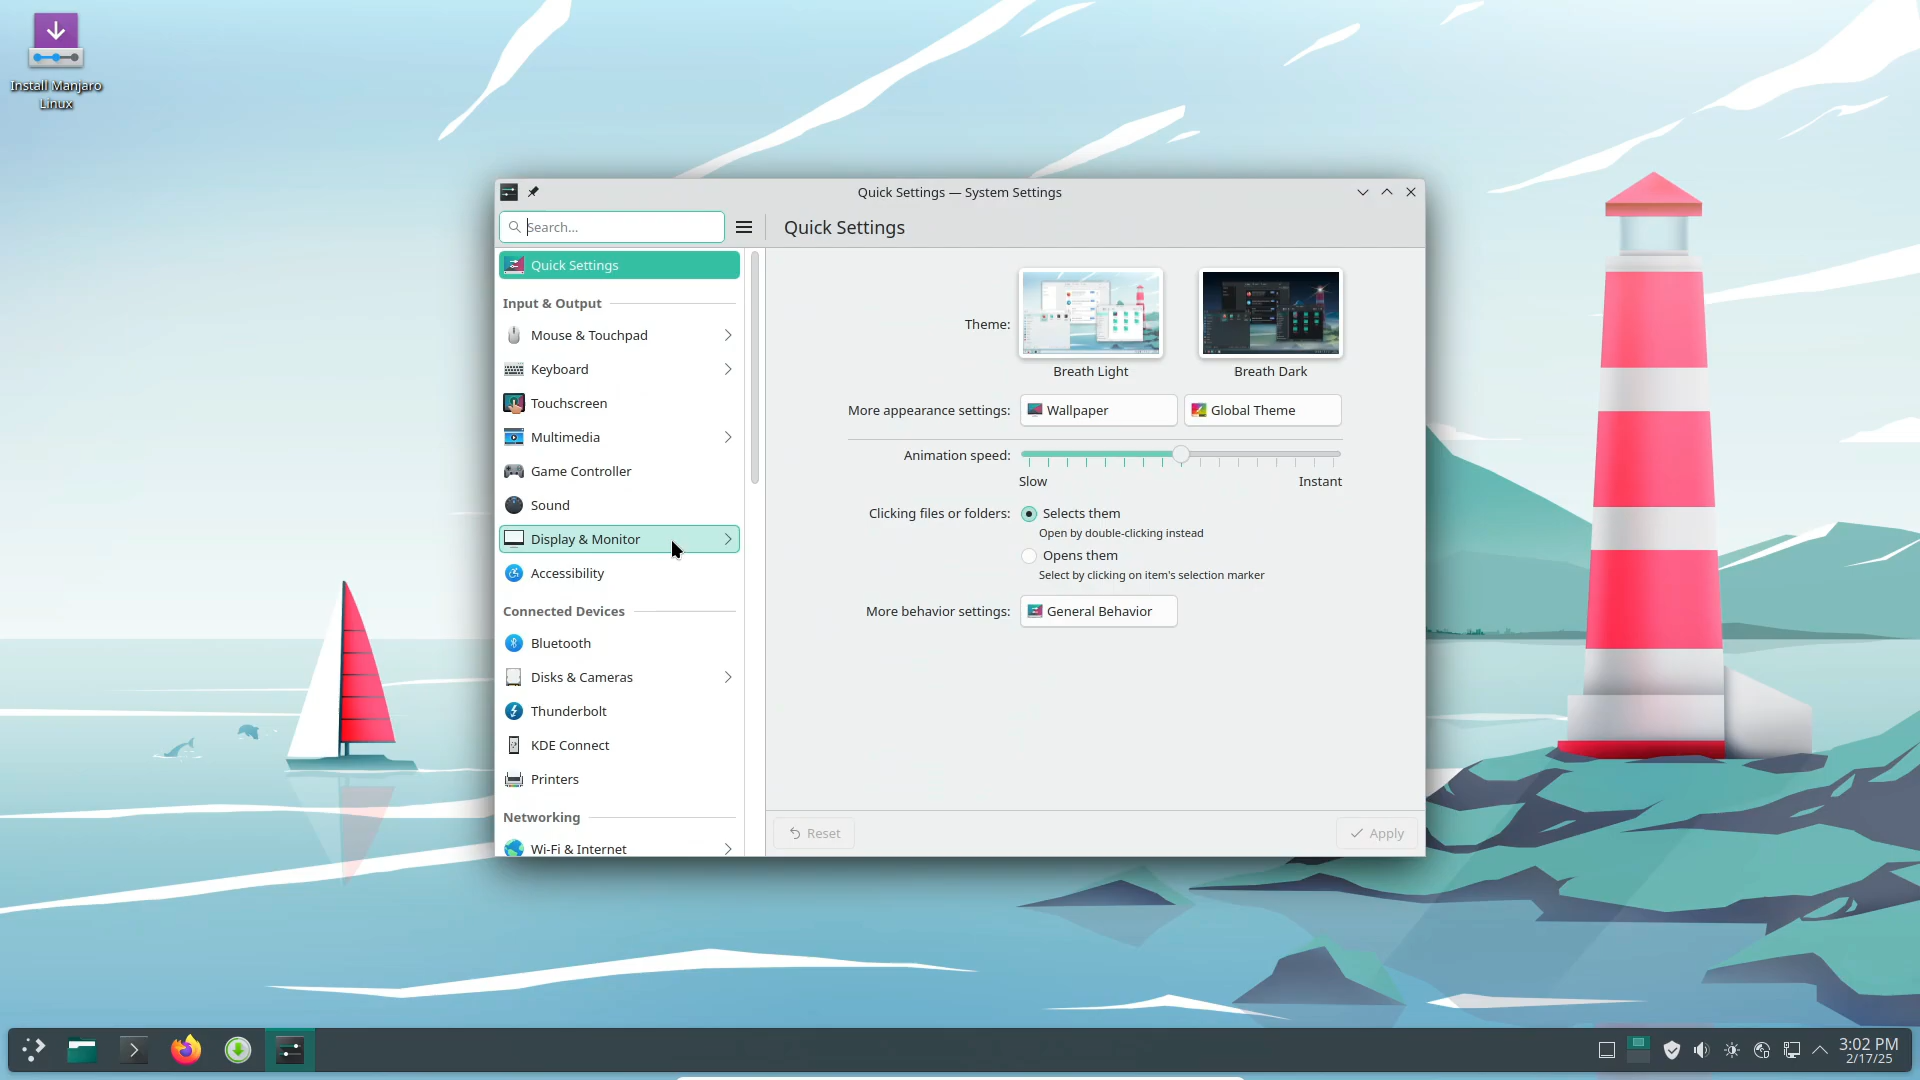 Install Manjaro
Linux
Quick Settings — System Settings
Search...
Quick Settings
Quick Settings
Input & Output
Mouse & Touchpad
Keyboard
Touchscreen
Multimedia
Game Controller
Sound
Display & Monitor
Accessibility
Connected Devices
Bluetooth
Disks & Cameras
Thunderbolt
KDE Connect
Printers
Networking
Wi-Fi & Internet
Theme:
Breath Light
Breath Dark
More appearance settings:
Wallpaper
Global Theme
Animation speed:
Slow
Instant
Clicking files or folders:
Selects them
Open by double-clicking instead
Opens them
Select by clicking on item's selection marker
More behavior settings:
General Behavior
Reset
Apply
3:02 PM
2/17/25